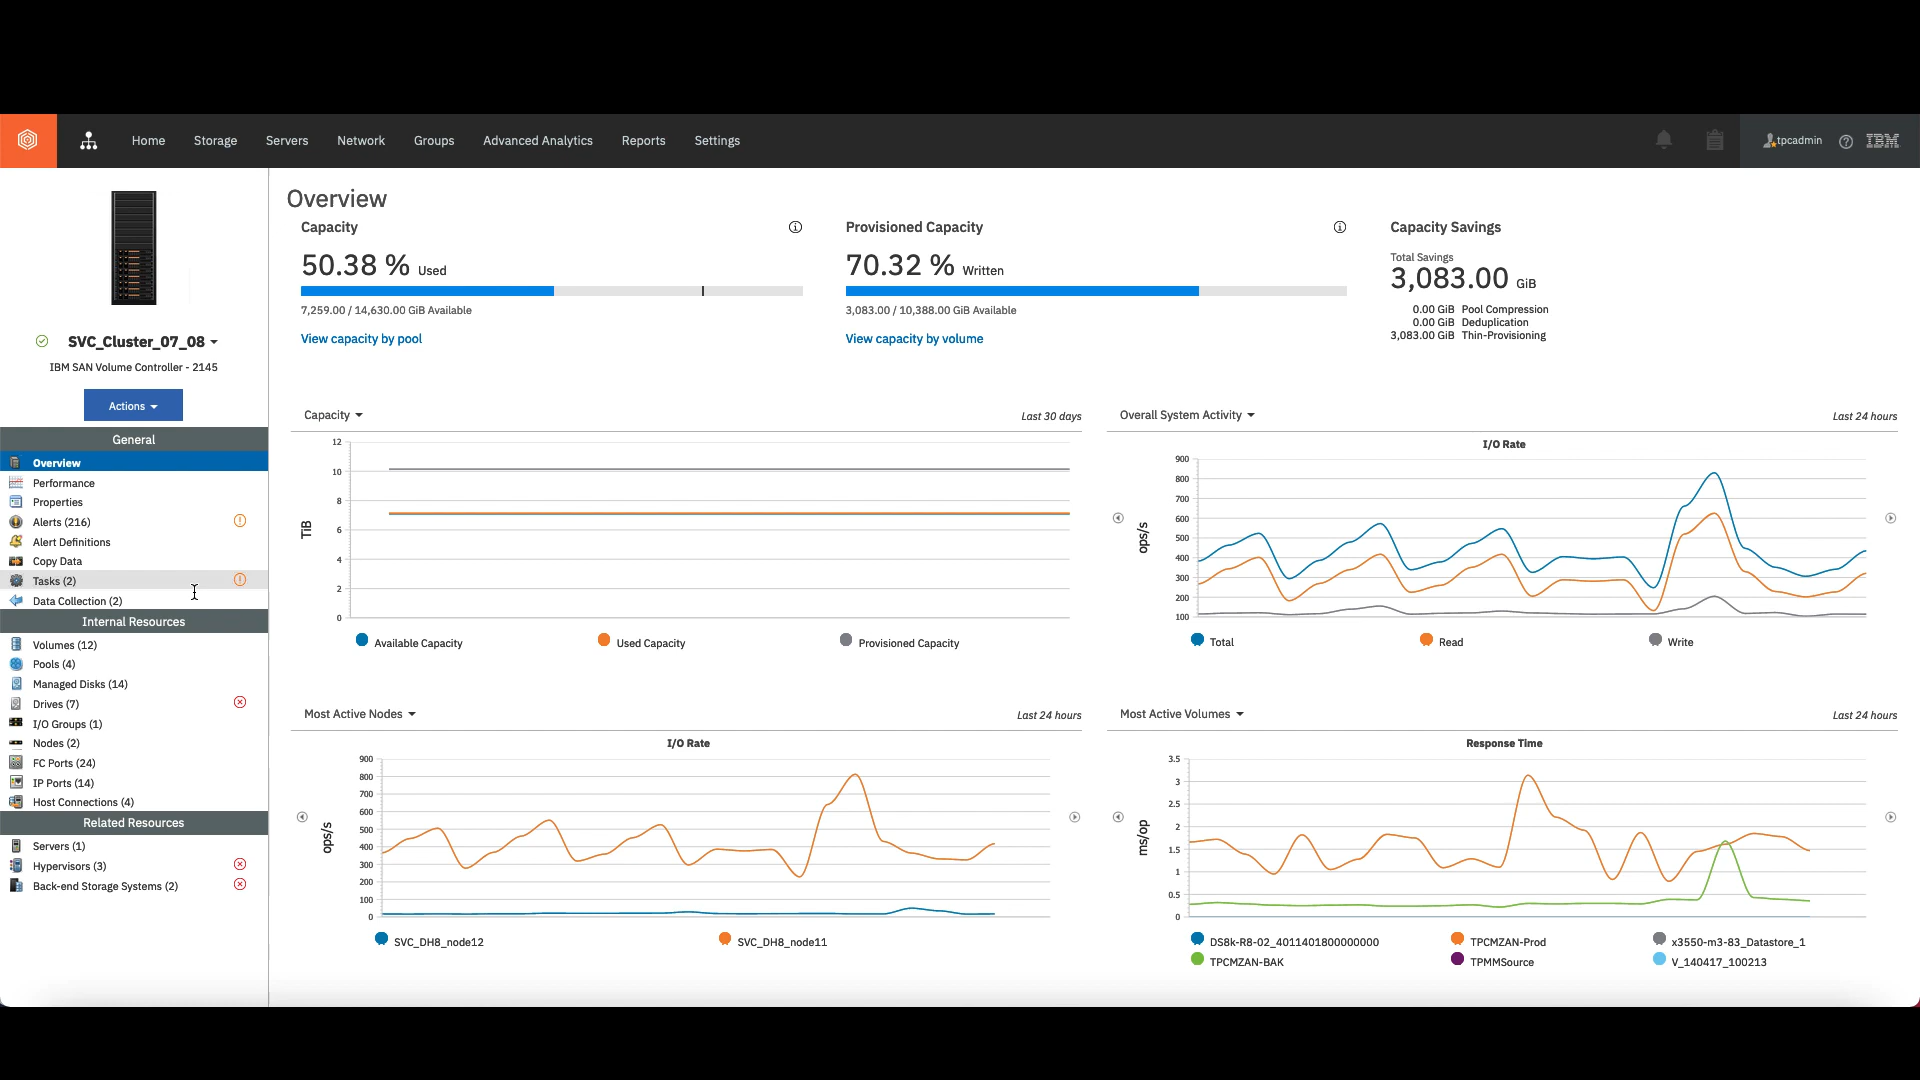 Home Storage Servers Network Groups Advanced Analytics Reports Settings tpcadmin IBM
SVC_Cluster_07_08
IBM SAN Volume Controller - 2145
Actions
General
Overview
Performance
Properties
Alerts (216)
Alert Definitions
Copy Data
Tasks (2)
Data Collection (2)
Internal Resources
Volumes (12)
Pools (4)
Managed Disks (14)
Drives (7)
I/O Groups (1)
Nodes (2)
FC Ports (24)
IP Ports (14)
Host Connections (4)
Related Resources
Servers (1)
Hypervisors (3)
Back-end Storage Systems (2)
Overview
Capacity
50.38 % Used
7,259.00 / 14,630.00 GiB Available
View capacity by pool
Provisioned Capacity
70.32 % Written
3,083.00 / 10,388.00 GiB Available
View capacity by volume
Capacity Savings
Total Savings
3,083.00 GiB
0.00 GiB Pool Compression
0.00 GiB Deduplication
3,083.00 GiB Thin-Provisioning
Capacity Last 30 days
TiB
12
10
8
6
4
2
0
Available Capacity Used Capacity Provisioned Capacity
Overall System Activity Last 24 hours
I/O Rate
ops/s
900
800
700
600
500
400
300
200
100
Total Read Write
Most Active Nodes Last 24 hours
I/O Rate
ops/s
900
800
700
600
500
400
300
200
100
0
SVC_DH8_node12 SVC_DH8_node11
Most Active Volumes Last 24 hours
Response Time
ms/op
3.5
3
2.5
2
1.5
1
0.5
0
DS8k-R8-02_4011401800000000 TPCMZAN-Prod x3550-m3-83_Datastore_1
TPCMZAN-BAK TPMMSource V_140417_100213